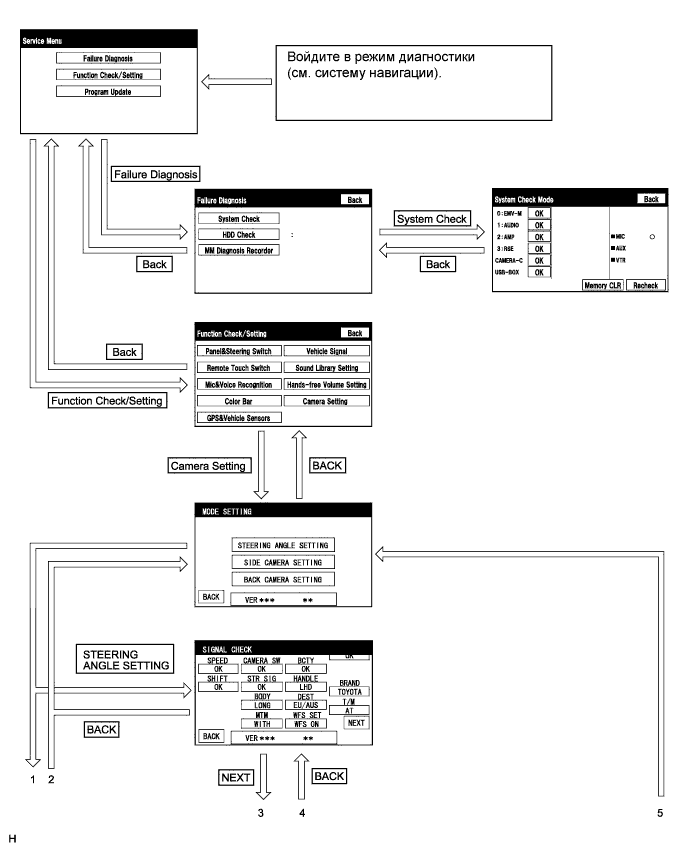 Service Menu
Failure Diagnosis
Function Check/Setting
Program Update
Войдите в режим диагностики
(см. систему навигации).
Failure Diagnosis
Back
Failure Diagnosis Back
System Check
HDD Check :
MM Diagnosis Recorder
System Check
Back
System Check Mode Back
0:EMV-M OK
1:AUDIO OK
2:AMP OK
3:RSE OK
CAMERA-C OK
USB-BOX OK
■MIC ○
■AUX
■VTR
Memory CLR Recheck
Back
Function Check/Setting
Function Check/Setting Back
Panel&Steering Switch Vehicle Signal
Remote Touch Switch Sound Library Setting
Mic&Voice Recognition Hands-free Volume Setting
Color Bar Camera Setting
GPS&Vehicle Sensors
Camera Setting BACK
MODE SETTING
STEERING ANGLE SETTING
SIDE CAMERA SETTING
BACK CAMERA SETTING
BACK VER *** **
STEERING
ANGLE SETTING
BACK
SIGNAL CHECK
SPEED CAMERA SW BCTY
OK OK OK OK
SHIFT STR SIG HANDLE
OK OK LHD
BRAND
TOYOTA
BODY DEST
LONG EU/AUS
T/M
AT
MTM WFS SET
WITH WFS ON
NEXT
BACK VER *** **
NEXT BACK
1 2
3 4
5
H